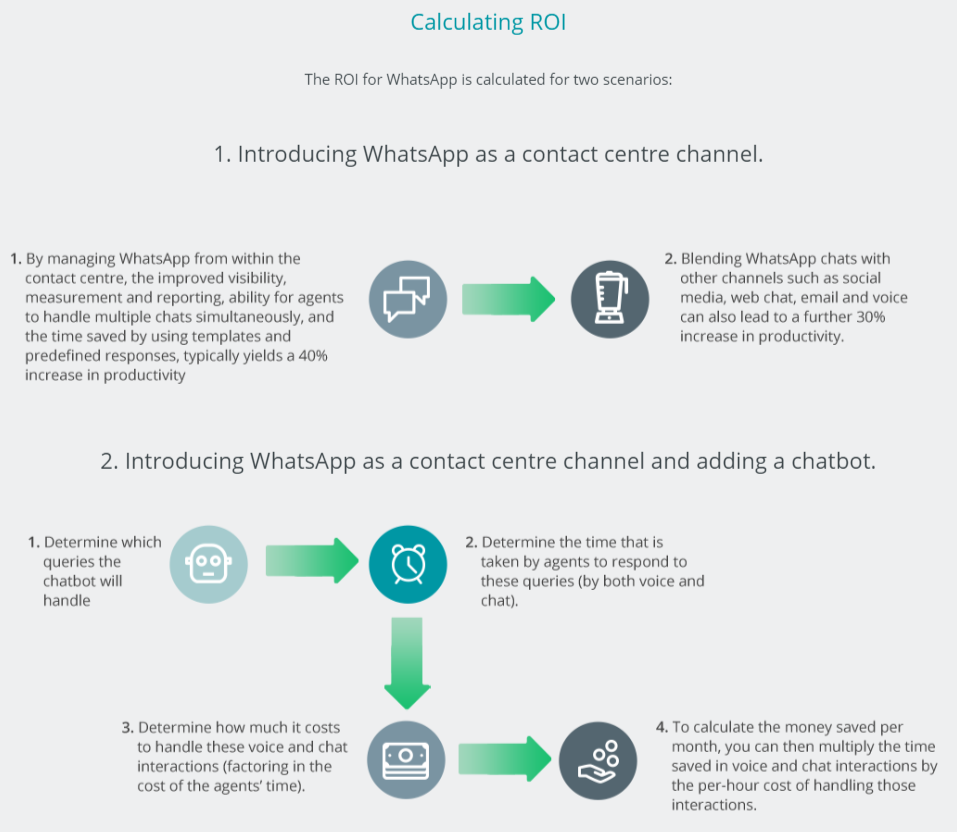 Calculating ROI
The ROI for WhatsApp is calculated for two scenarios:
1. Introducing WhatsApp as a contact centre channel.
1. By managing WhatsApp from within the
contact centre, the improved visibility,
measurement and reporting, ability for agents
to handle multiple chats simultaneously, and
the time saved by using templates and
predefined responses, typically yields a 40%
increase in productivity
2. Blending WhatsApp chats with
other channels such as social
media, web chat, email and voice
can also lead to a further 30%
increase in productivity.
2. Introducing WhatsApp as a contact centre channel and adding a chatbot.
1. Determine which
queries the
chatbot will
handle
2. Determine the time that is
taken by agents to respond to
these queries (by both voice and
chat).
3. Determine how much it costs
to handle these voice and chat
interactions (factoring in the
cost of the agents' time).
4. To calculate the money saved per
month, you can then multiply the time
saved in voice and chat interactions by
the per-hour cost of handling those
interactions.